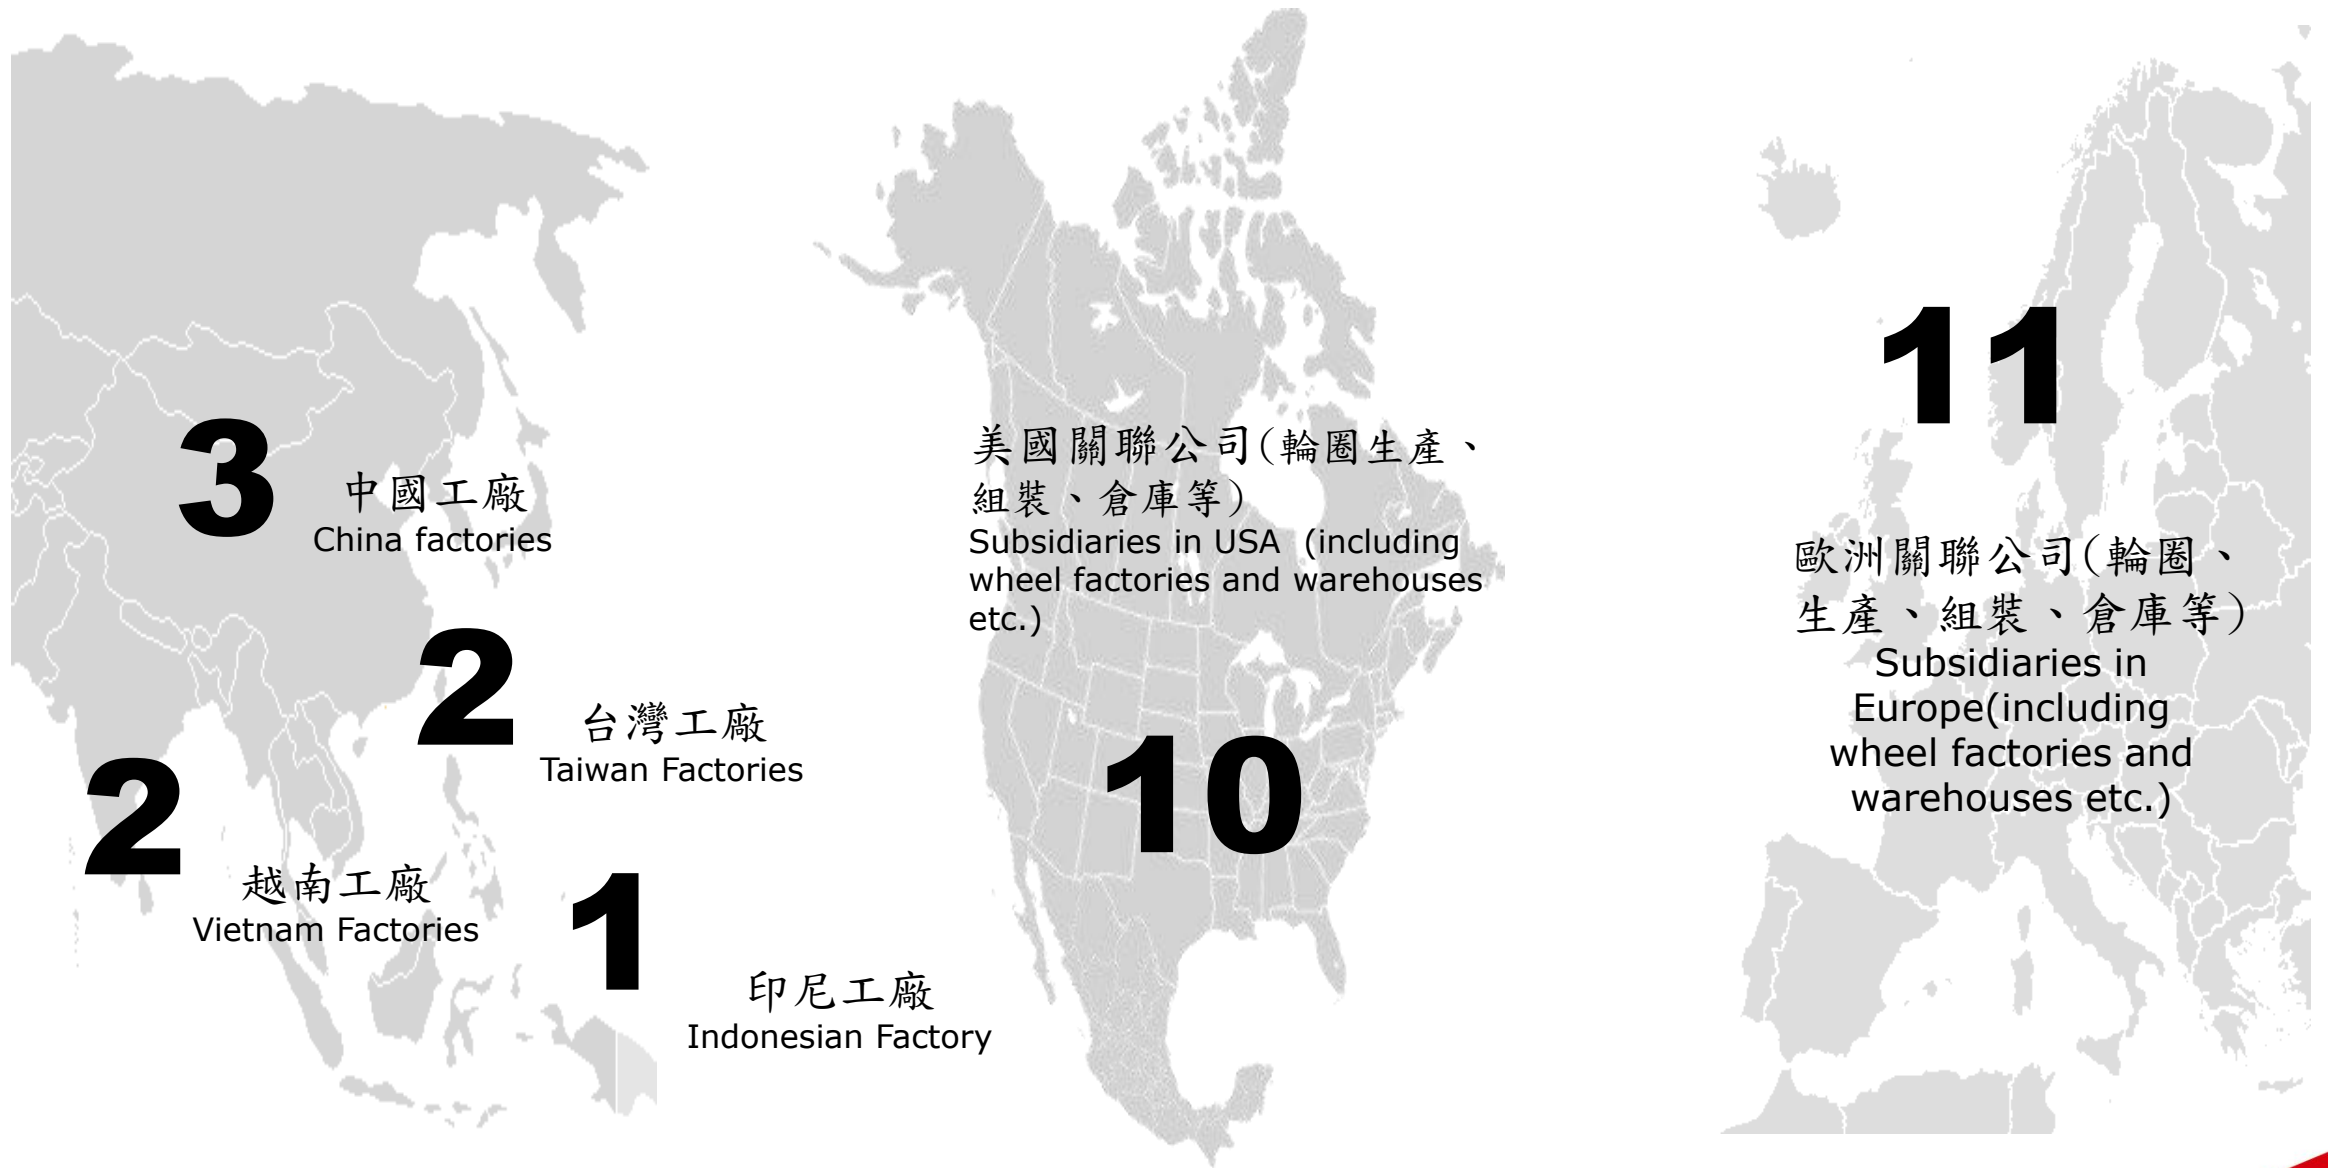 3
中國工廠
China factories
2
台灣工廠
Taiwan Factories
2
越南工廠
Vietnam Factories
1
印尼工廠
Indonesian Factory
美國關聯公司(輪圈生產、
組裝、倉庫等)
Subsidiaries in USA (including
wheel factories and warehouses
etc.)
10
11
歐洲關聯公司(輪圈、
生產、組裝、倉庫等)
Subsidiaries in
Europe(including
wheel factories and
warehouses etc.)